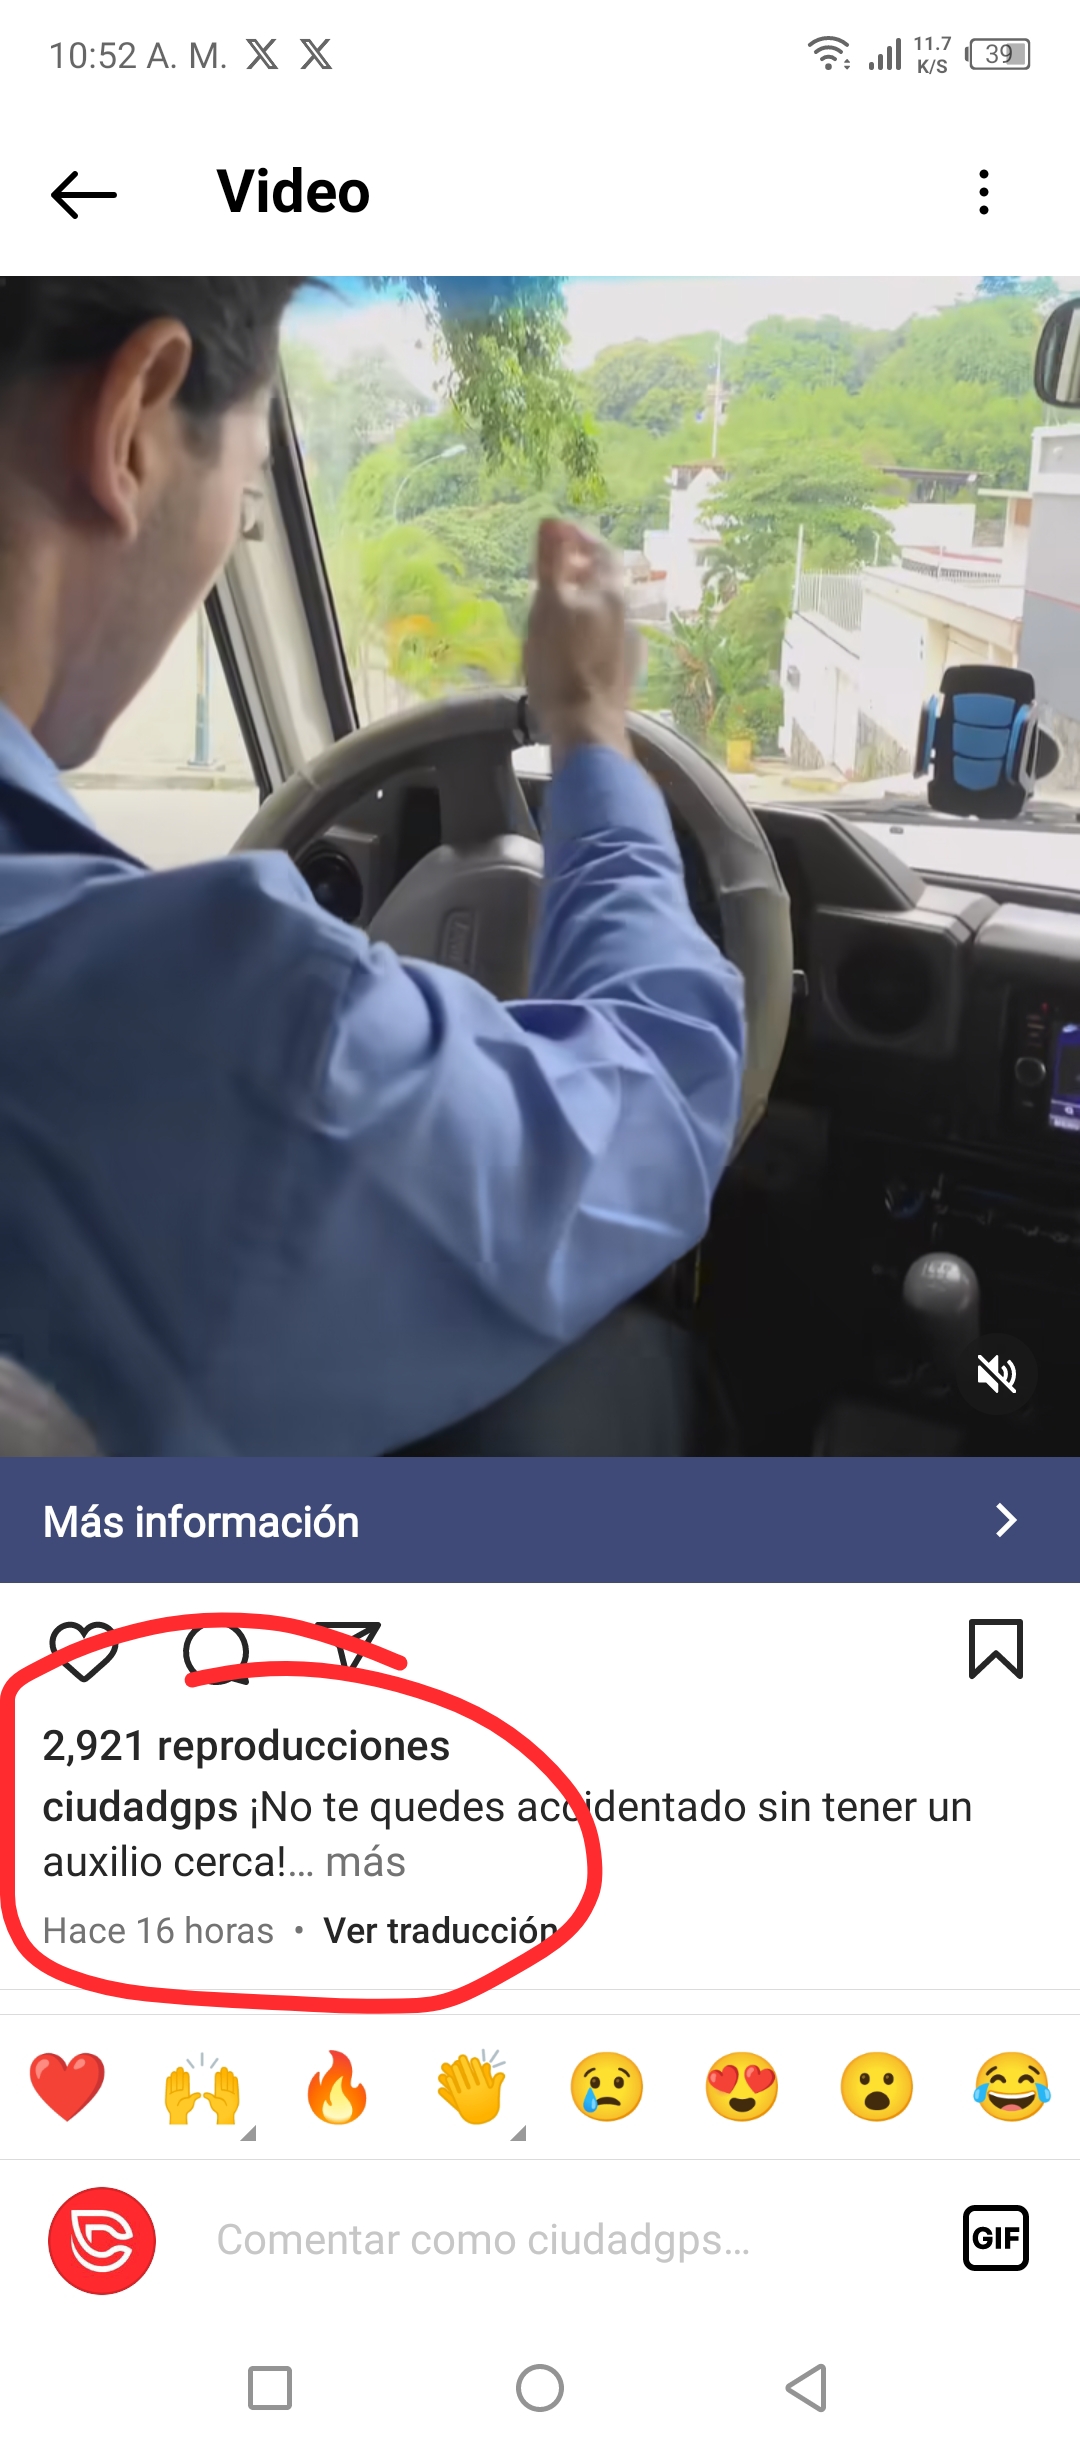 10:52 A. M.
11.7
K/S
39
Video
Más información
2,921 reproducciones
ciudadgps ¡No te quedes accidentado sin tener un
auxilio cerca!... más
Hace 16 horas • Ver traducción
Comentar como ciudadgps...
GIF